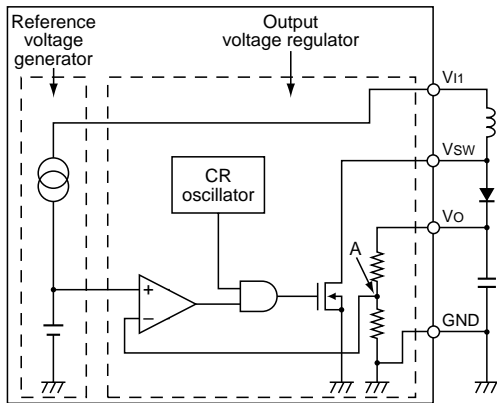 Reference
voltage
generator
Output
voltage regulator
VI1
VSW
CR
oscillator
VO
A
+
−
GND